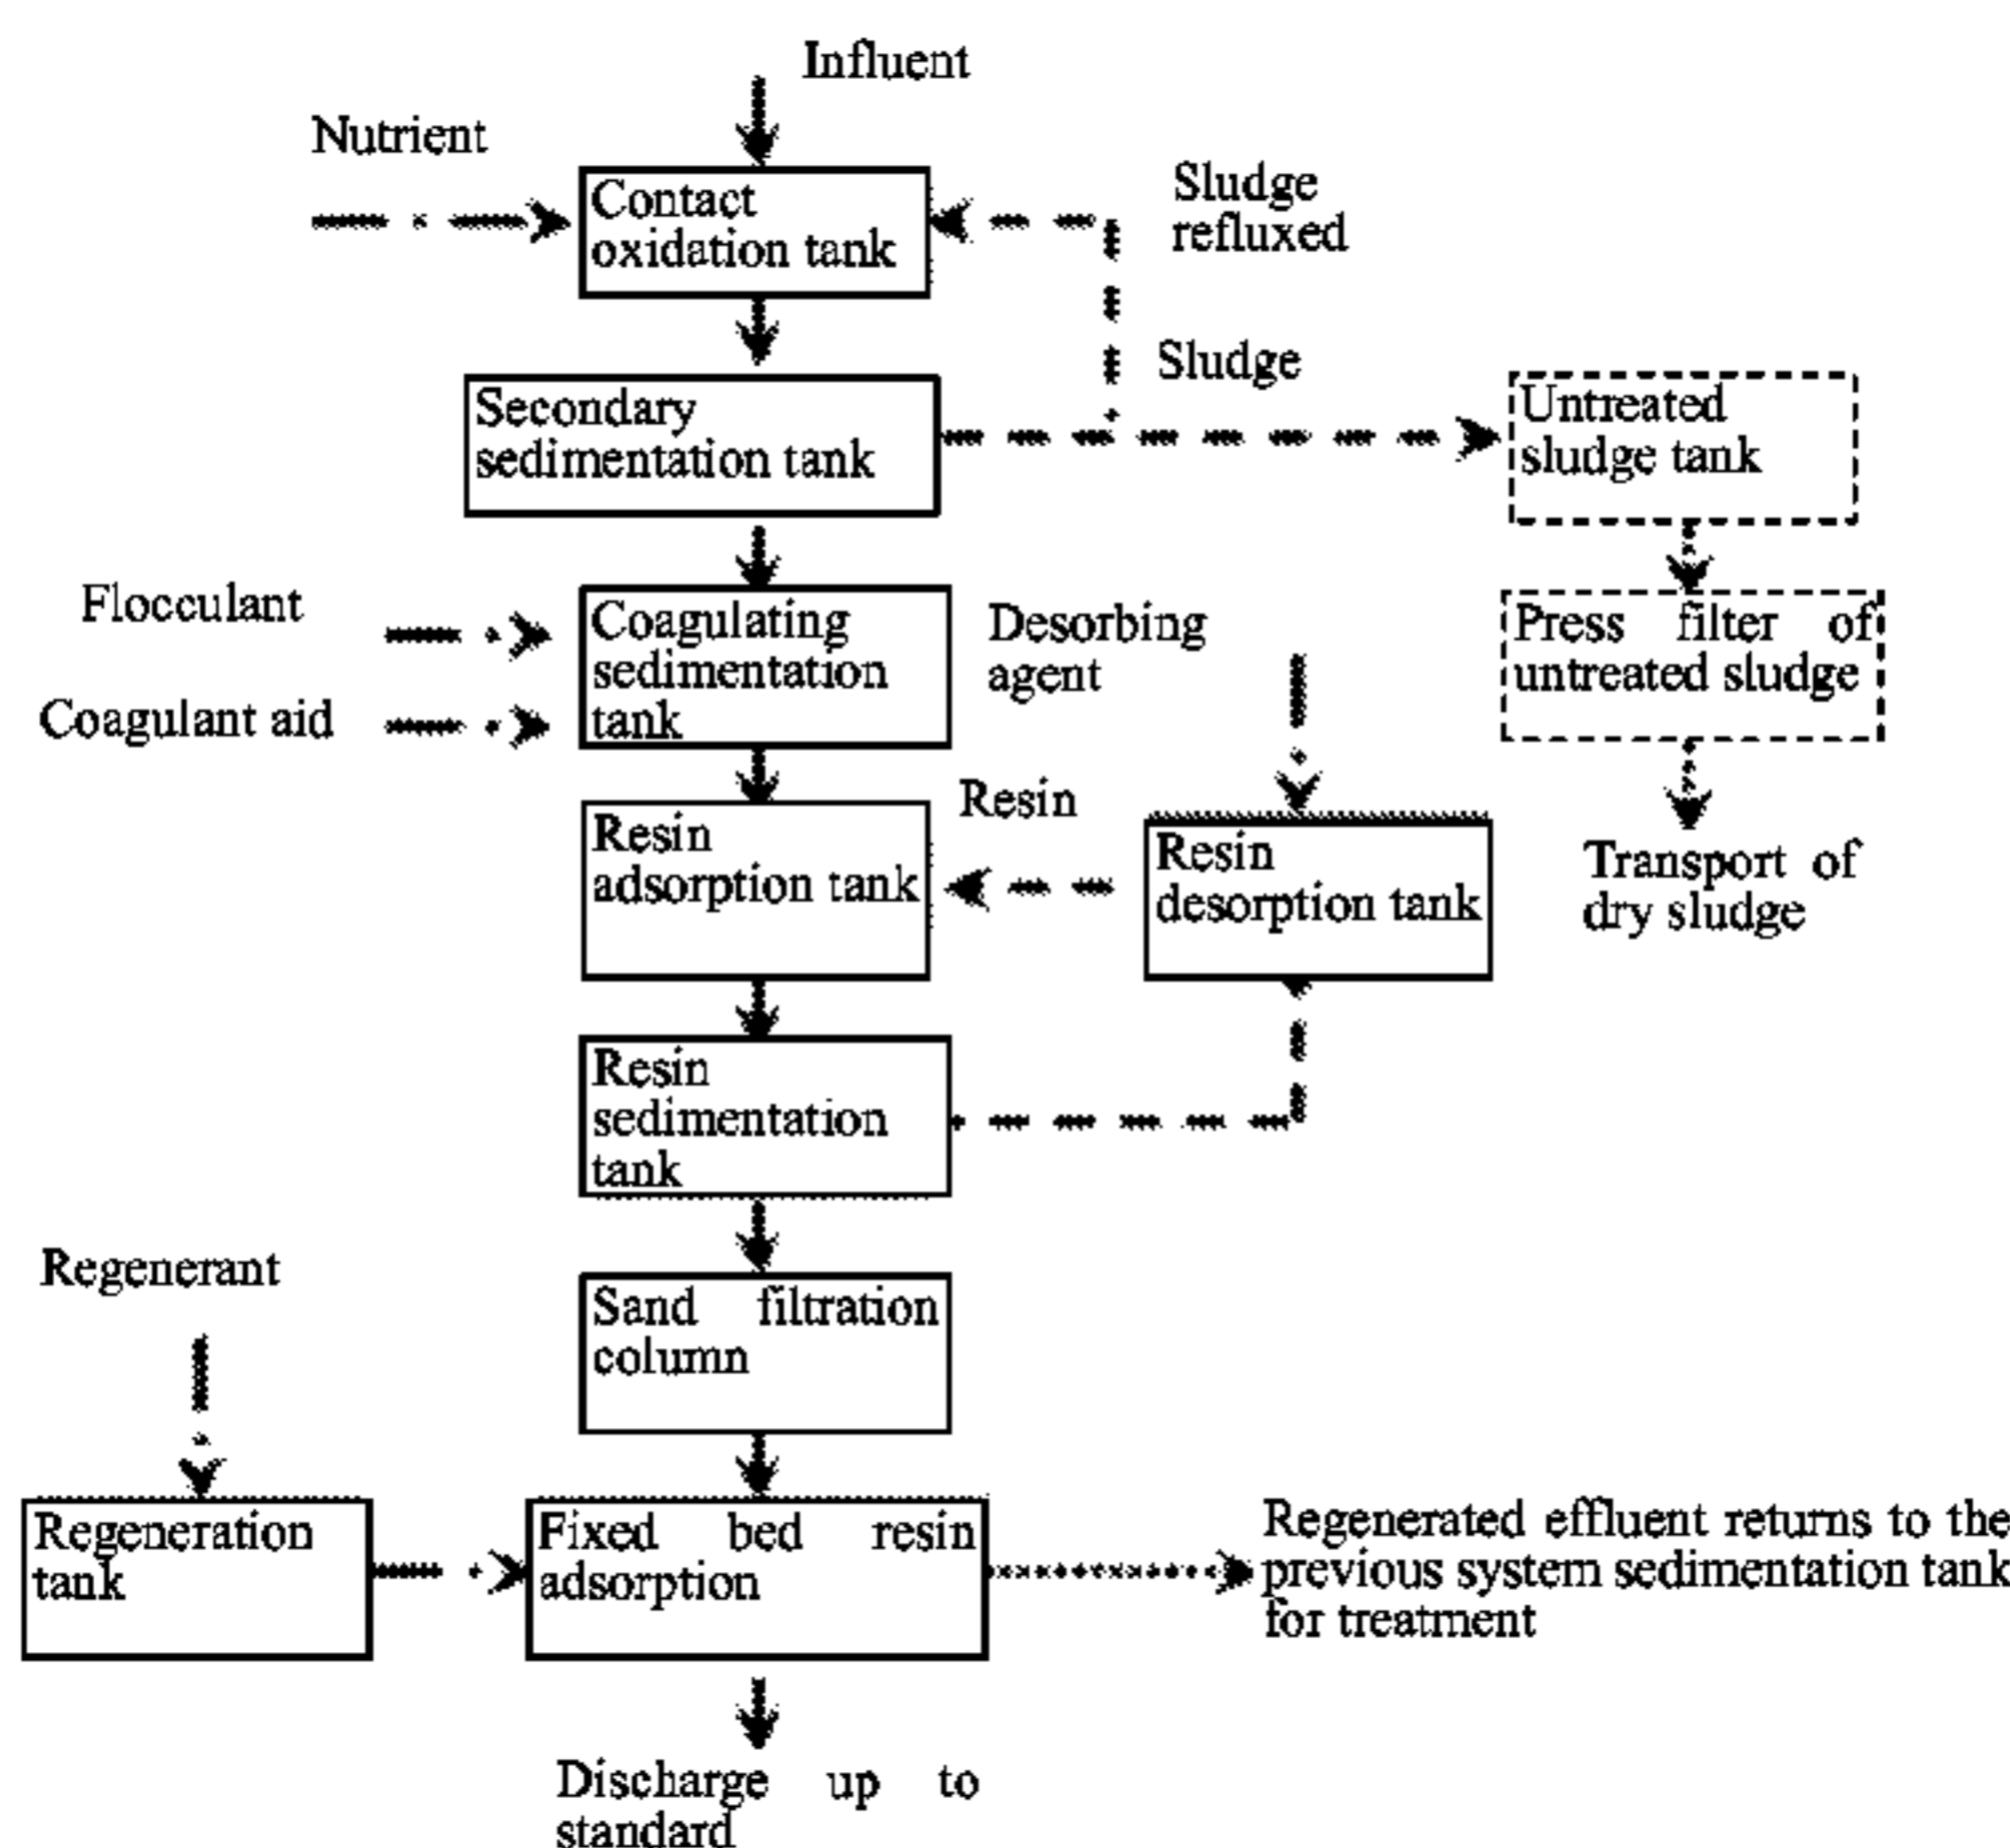 Influent
Nutrient
Contact
oxidation tank
Sludge
refluxed
Sludge
Secondary
sedimentation tank
Untreated
sludge tank
Flocculant
Coagulant aid
Coagulating
sedimentation
tank
Desorbing
agent
Press filter of
untreated sludge
Resin
adsorption tank
Resin
Resin
desorption tank
Transport of
dry sludge
Resin
sedimentation
tank
Regenerant
Sand filtration
column
Regeneration
tank
Fixed bed resin
adsorption
Regenerated effluent returns to the
previous system sedimentation tank
for treatment
Discharge up to
standard